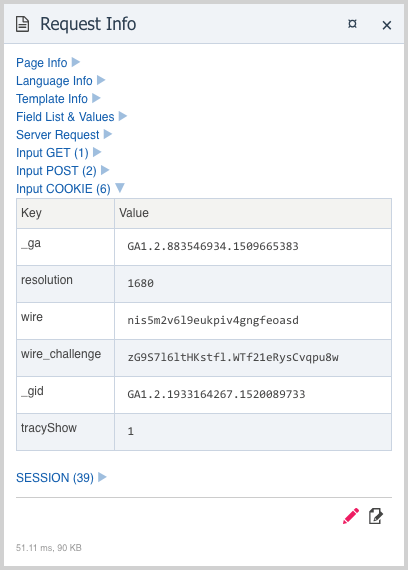 Request Info
Page Info
Language Info
Template Info
Field List & Values
Server Request
Input GET (1)
Input POST (2)
Input COOKIE (6)
Key Value
_ga GA1.2.883546934.1509665383
resolution 1680
wire nis5m2v6l9eukpiv4gngfeoasd
wire_challenge zG9S7l6ltHKstfl.WTf21eRysCvqpu8w
_gid GA1.2.1933164267.1520089733
tracyShow 1
SESSION (39)
51.11 ms, 90 KB